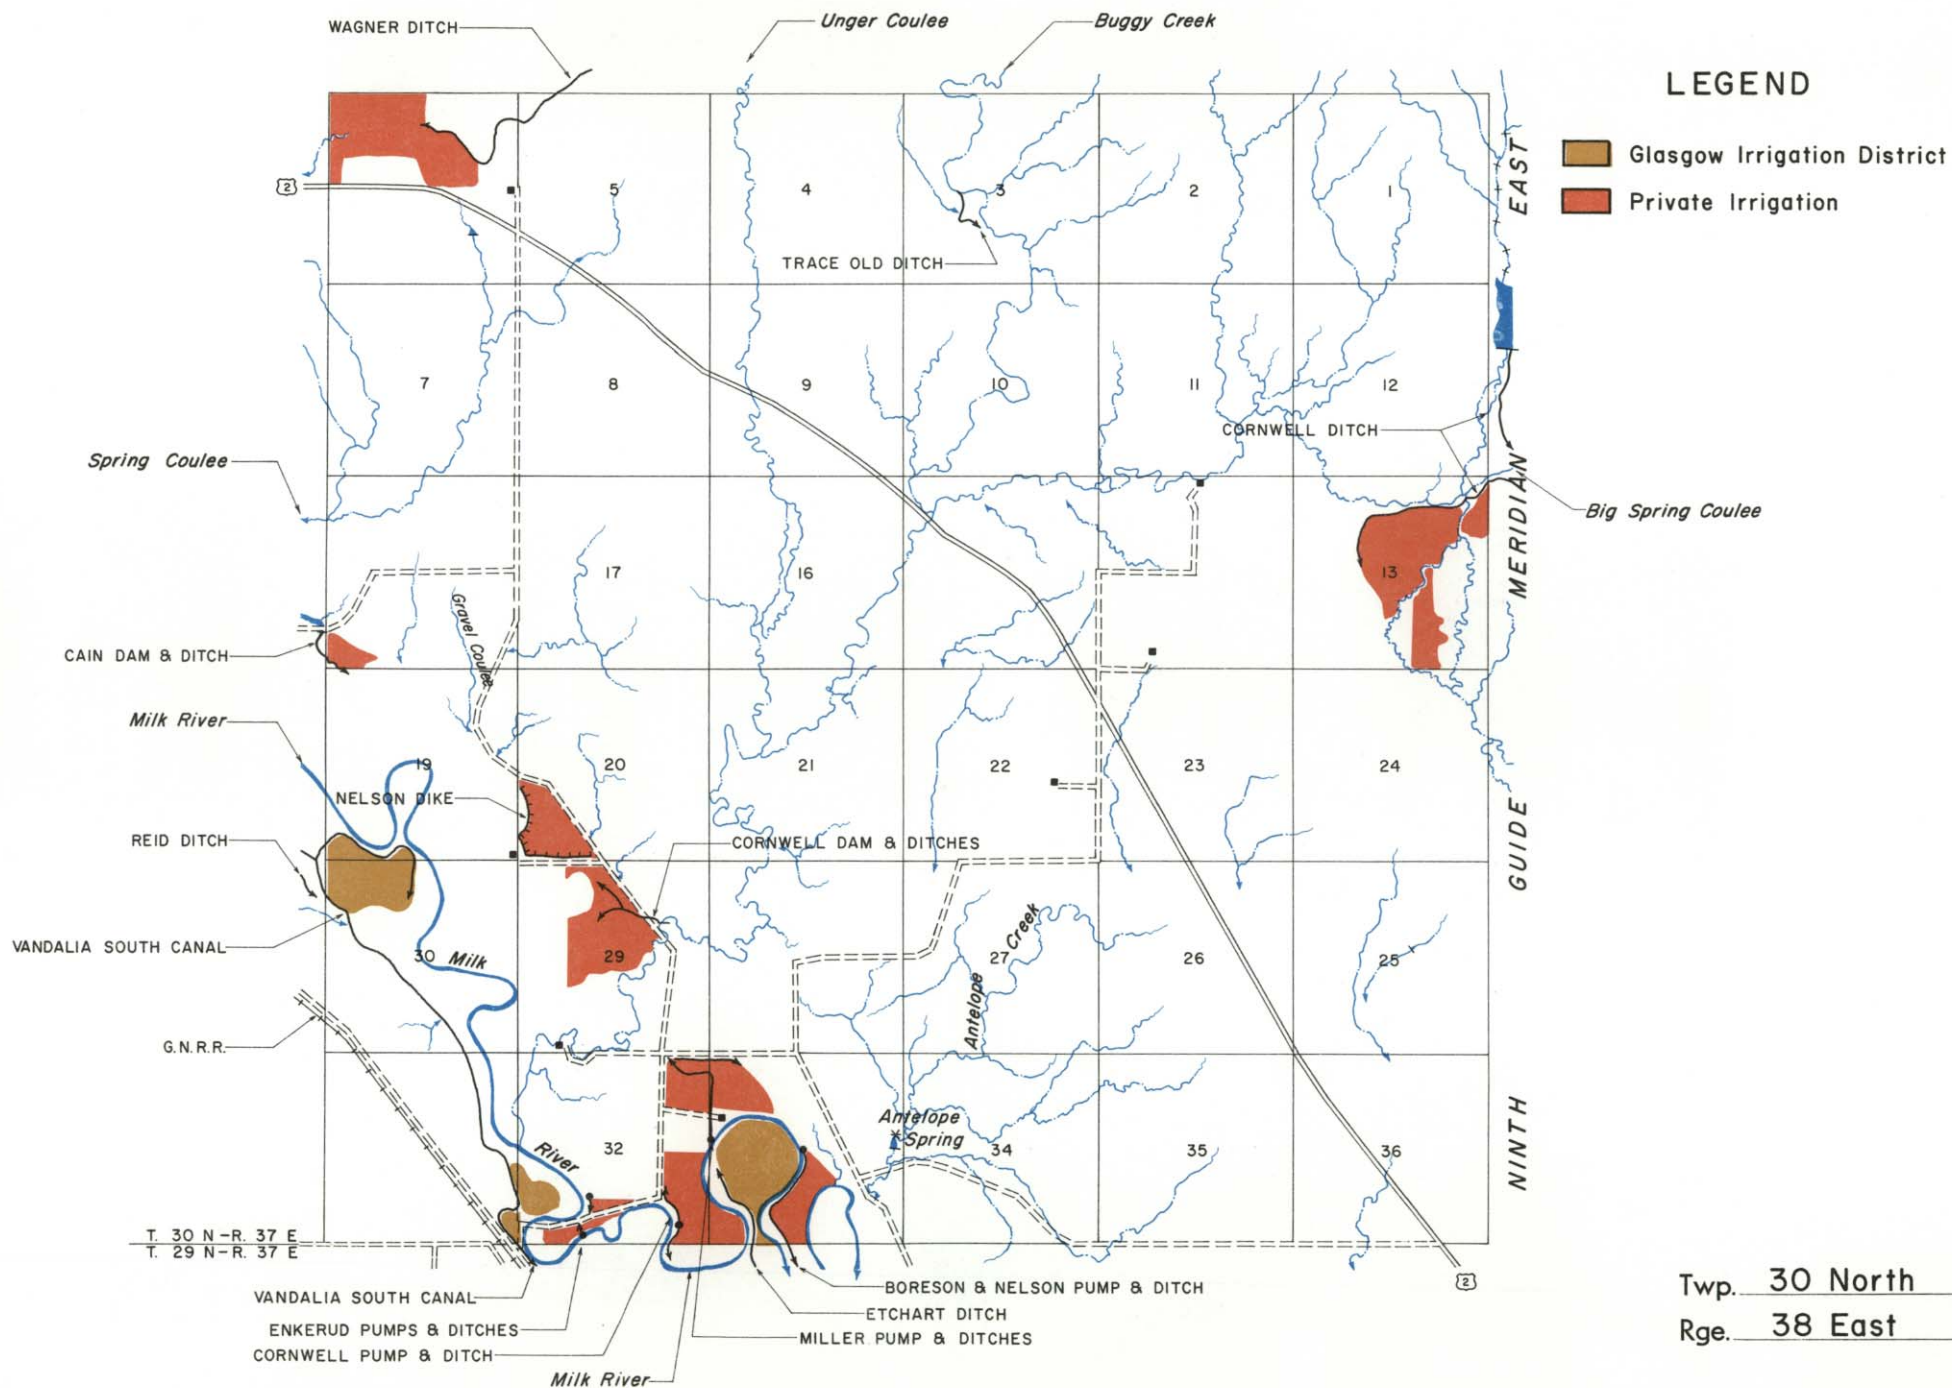 WAGNER DITCH
Unger Coulee
Buggy Creek
LEGEND
Glasgow Irrigation District
Private Irrigation
EAST
2
5
4
3
2
1
TRACE OLD DITCH
7
8
9
10
11
12
CORNWELL DITCH
Spring Coulee
MERIDIAN
Big Spring Coulee
17
16
13
Gravel Coulee
CAIN DAM & DITCH
Milk River
19
20
21
22
23
24
NELSON DIKE
REID DITCH
CORNWELL DAM & DITCHES
GUIDE
VANDALIA SOUTH CANAL
30
Milk
29
27
Antelope Creek
26
25
G.N.R.R.
Antelope
Spring
River
32
34
35
36
NINTH
T. 30 N-R. 37 E
T. 29 N-R. 37 E
2
VANDALIA SOUTH CANAL
BORESON & NELSON PUMP & DITCH
ENKERUD PUMPS & DITCHES
ETCHART DITCH
CORNWELL PUMP & DITCH
MILLER PUMP & DITCHES
Milk River
Twp. 30 North
Rge. 38 East